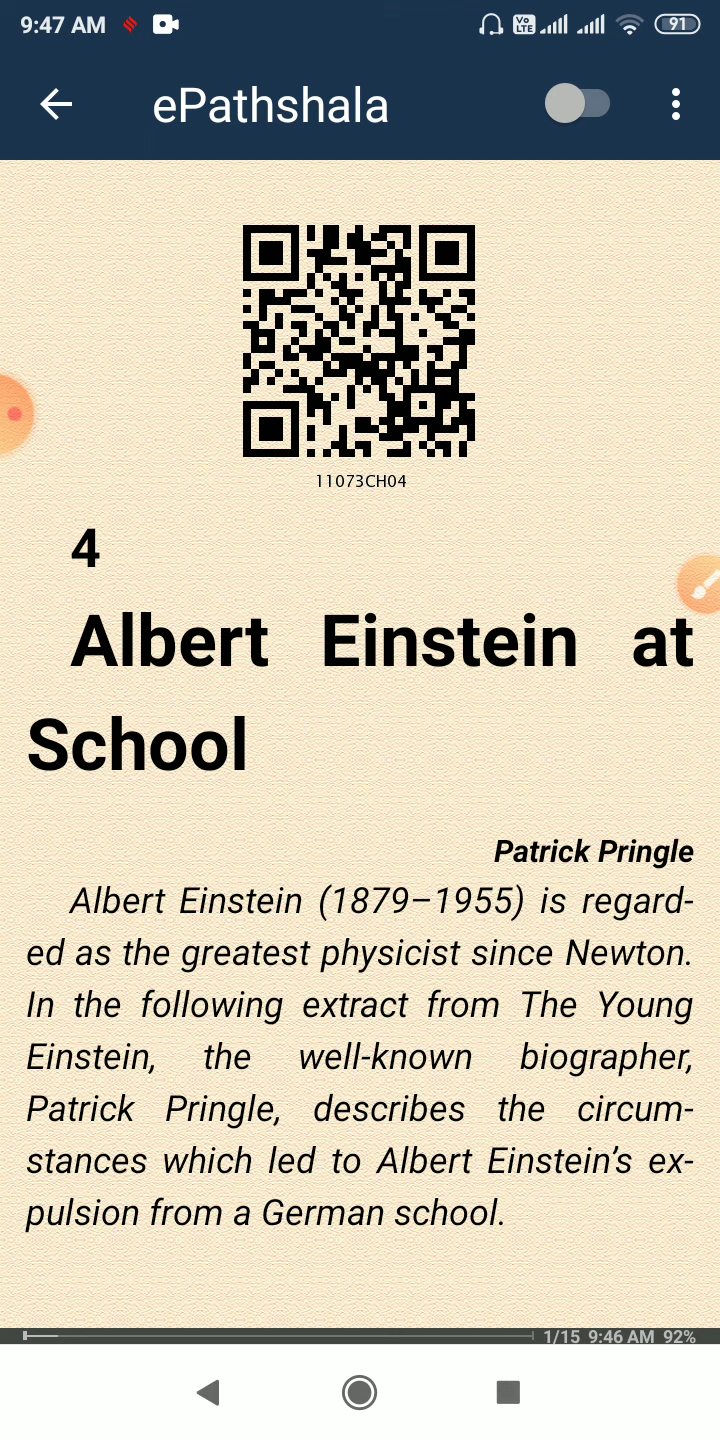 9:47 AM
Vo LTE
91
ePathshala
11073CH04
4
Albert Einstein at
School
Patrick Pringle
Albert Einstein (1879–1955) is regard-
ed as the greatest physicist since Newton.
In the following extract from The Young
Einstein, the well-known biographer,
Patrick Pringle, describes the circum-
stances which led to Albert Einstein’s ex-
pulsion from a German school.
1/15 9:46 AM 92%